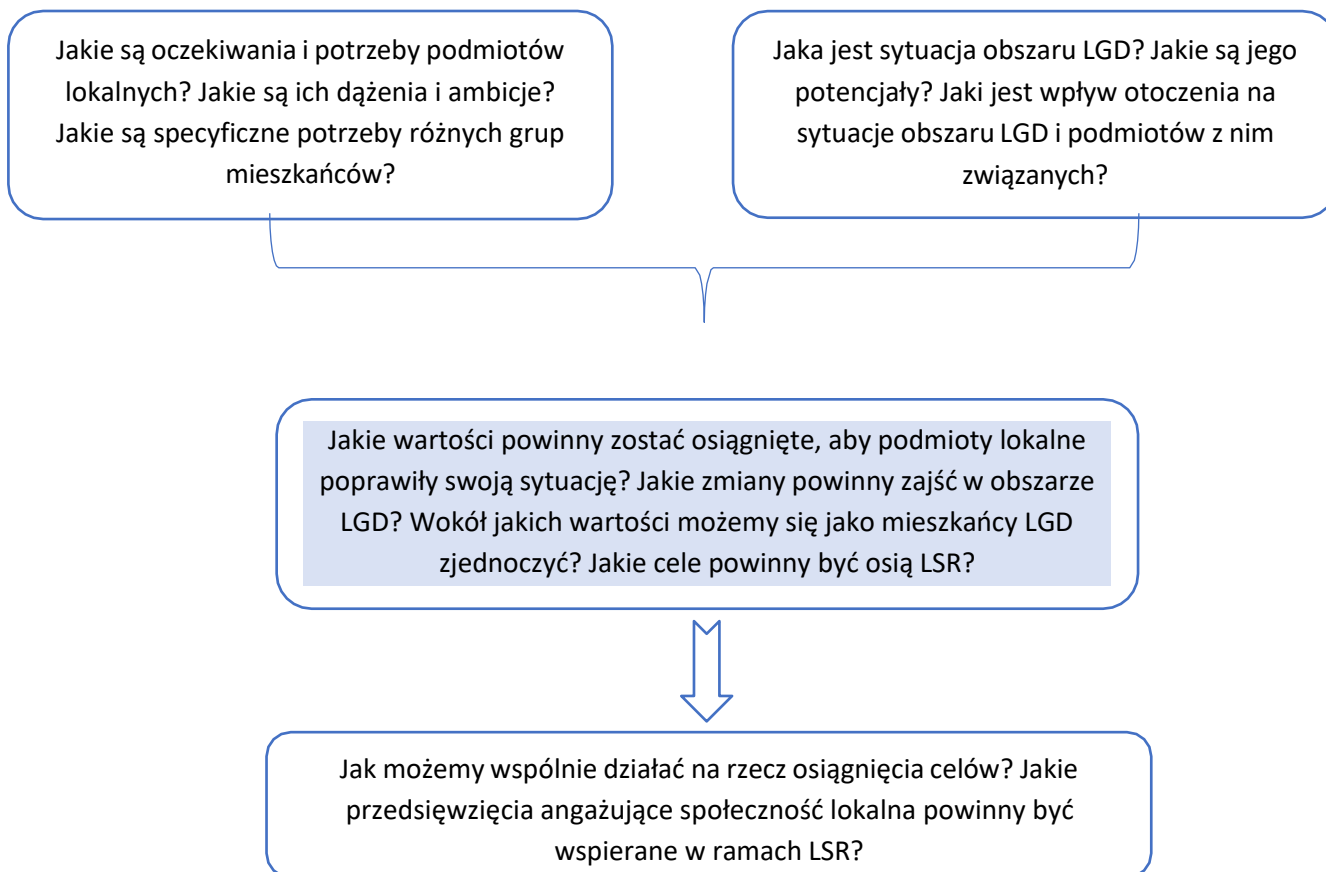 Jakie są oczekiwania i potrzeby podmiotów
lokalnych? Jakie są ich dążenia i ambicje?
Jakie są specyficzne potrzeby różnych grup
mieszkańców?
Jaka jest sytuacja obszaru LGD? Jakie są jego
potencjały? Jaki jest wpływ otoczenia na
sytuacje obszaru LGD i podmiotów z nim
związanych?
Jakie wartości powinny zostać osiągnięte, aby podmioty lokalne
poprawiły swoją sytuację? Jakie zmiany powinny zajść w obszarze
LGD? Wokół jakich wartości możemy się jako mieszkańcy LGD
zjednoczyć? Jakie cele powinny być osią LSR?
Jak możemy wspólnie działać na rzecz osiągnięcia celów? Jakie
przedsięwzięcia angażujące społeczność lokalna powinny być
wspierane w ramach LSR?